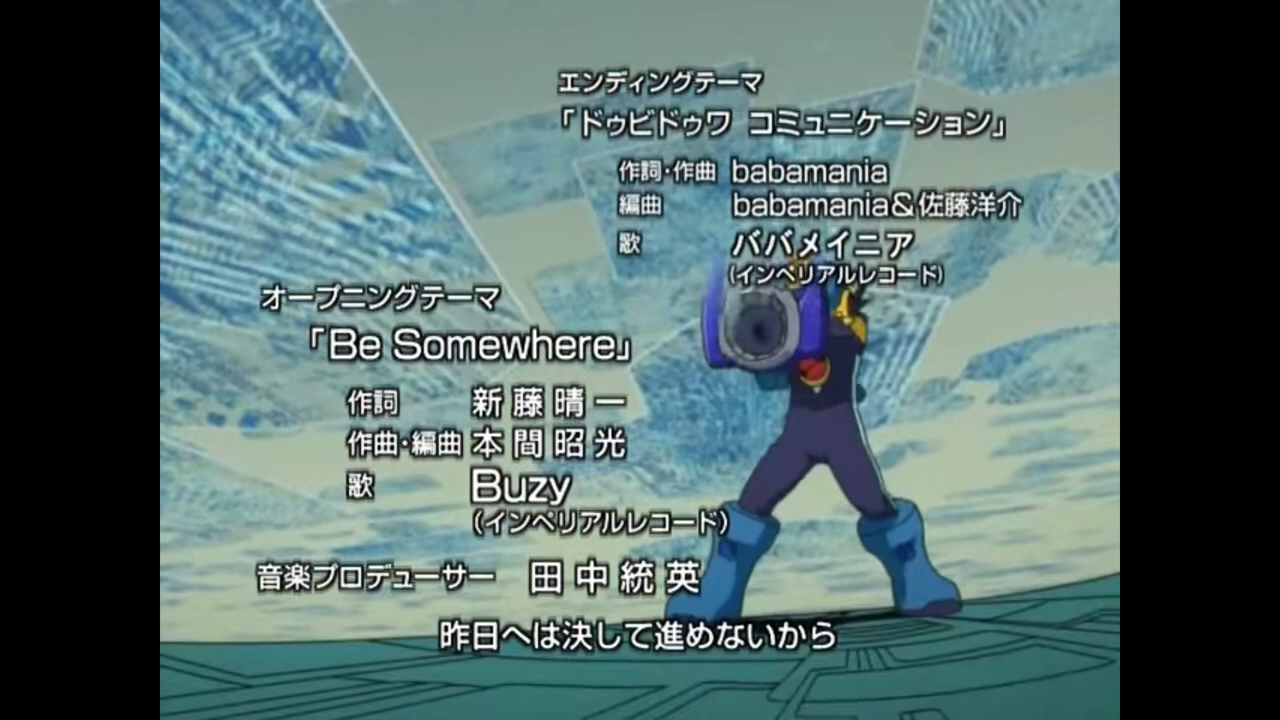 エンディングテーマ
「ドゥビドゥワ コミュニケーション」
作詞・作曲 babamania
編曲 babamania&佐藤洋介
歌 ババメイニア
(インペリアルレコード)
オープニングテーマ
「Be Somewhere」
作詞 新藤晴一
作曲・編曲 本間昭光
歌 Buzy
(インペリアルレコード)
音楽プロデューサー 田中統英
昨日へは決して進めないから